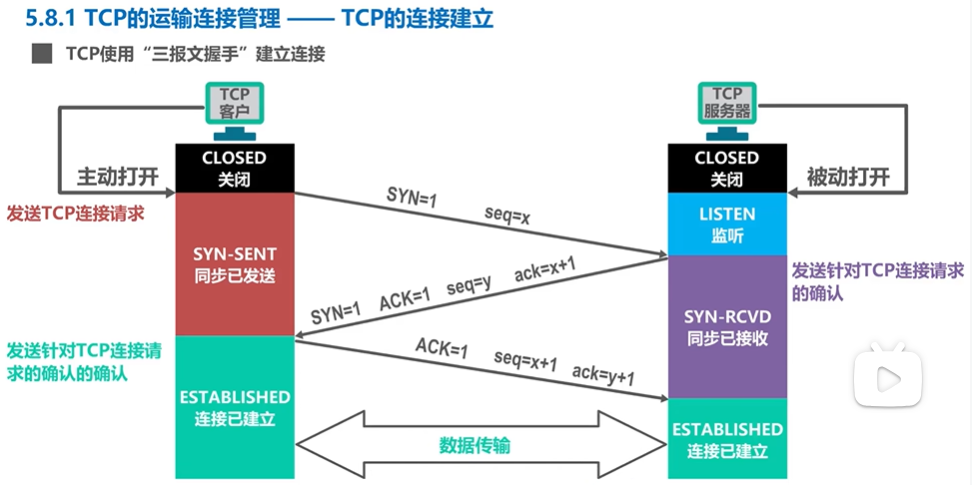 5.8.1 TCP的运输连接管理 —— TCP的连接建立
TCP使用“三报文握手”建立连接
TCP
客户
TCP
服务器
CLOSED
关闭
CLOSED
关闭
主动打开
被动打开
发送TCP连接请求
SYN=1 seq=x
LISTEN
监听
SYN-SENT
同步已发送
SYN=1 ACK=1 seq=y ack=x+1
发送针对TCP连接请求
的确认
SYN-RCVD
同步已接收
发送针对TCP连接请
求的确认的确认
ACK=1 seq=x+1 ack=y+1
ESTABLISHED
连接已建立
数据传输
ESTABLISHED
连接已建立